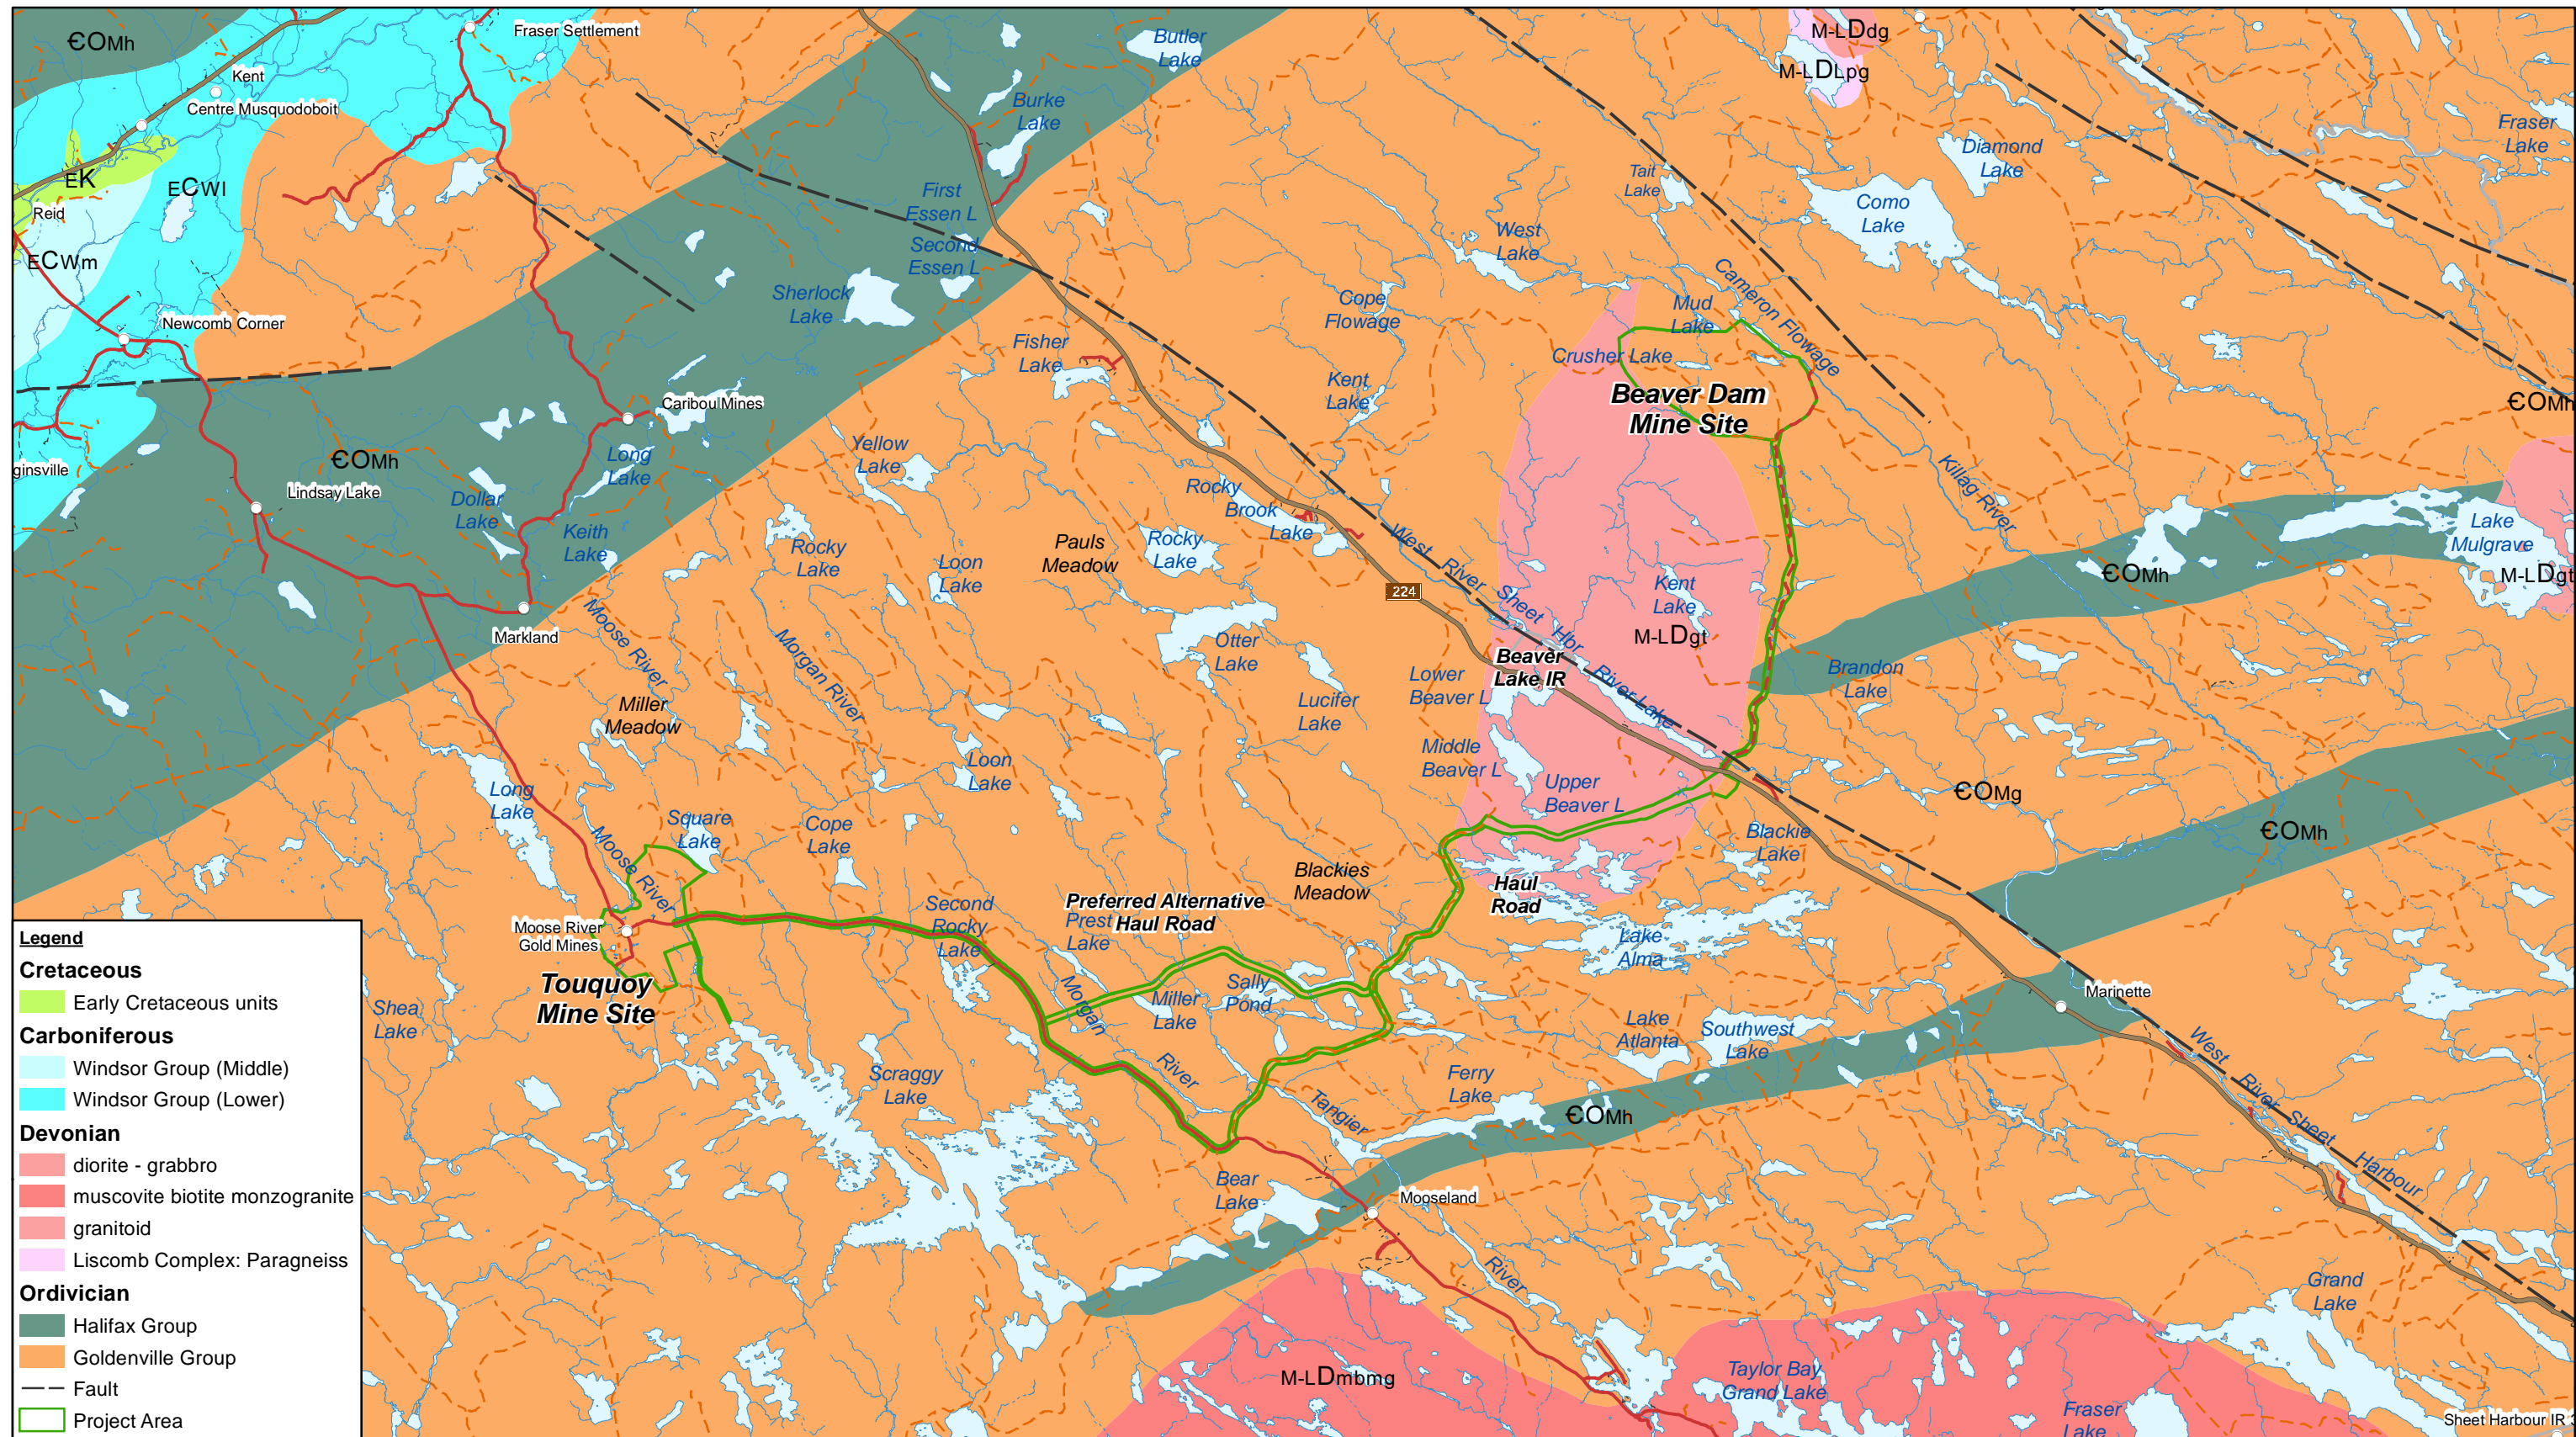 ЄOMh
Fraser Settlement
Kent
Centre Musquodoboit
EK
ECWl
Reid
ECWm
Newcomb Corner
ginsville
Lindsay Lake
ЄOMh
Markland
Caribou Mines
Long
Lake
Dollar
Lake
Keith
Lake
Butler
Lake
Burke
Lake
First
Essen L
Second
Essen L
Sherlock
Lake
Fisher
Lake
Yellow
Lake
Rocky
Lake
Loon
Lake
Pauls
Meadow
Rocky
Lake
Rocky
Brook
Lake
Cope
Flowage
Kent
Lake
West
Lake
Tait
Lake
M-LDdg
M-LDLpg
Diamond
Lake
Como
Lake
Fraser
Lake
Mud
Lake
Cameron Flowage
Crusher Lake
Beaver Dam
Mine Site
Killag River
ЄOMh
Lake
Mulgrave
M-LDgt
ЄOMh
224
West River Sheet Hbr River Lake
Kent
Lake
M-LDgt
Beaver
Lake IR
Lower
Beaver L
Middle
Beaver L
Upper
Beaver L
Brandon
Lake
ЄOMg
ЄOMh
Otter
Lake
Lucifer
Lake
Moose River
Morgan River
Miller
Meadow
Loon
Lake
Long
Lake
Square
Lake
Cope
Lake
Moose River
Moose River
Gold Mines
Touquoy
Mine Site
Second
Rocky
Lake
Preferred Alternative
Haul Road
Prest
Lake
Blackies
Meadow
Haul
Road
Blackie
Lake
Lake
Alma
Morgan River
Miller
Lake
Sally
Pond
Shea
Lake
Scraggy
Lake
Lake
Atlanta
Southwest
Lake
Marinette
West River Sheet Harbour
Ferry
Lake
ЄOMh
Tangier River
Bear
Lake
Mooseland
M-LDmbmg
Taylor Bay
Grand Lake
Grand
Lake
Fraser
Lake
Sheet Harbour IR 3
Legend
Cretaceous
Early Cretaceous units
Carboniferous
Windsor Group (Middle)
Windsor Group (Lower)
Devonian
diorite - grabbro
muscovite biotite monzogranite
granitoid
Liscomb Complex: Paragneiss
Ordivician
Halifax Group
Goldenville Group
Fault
Project Area